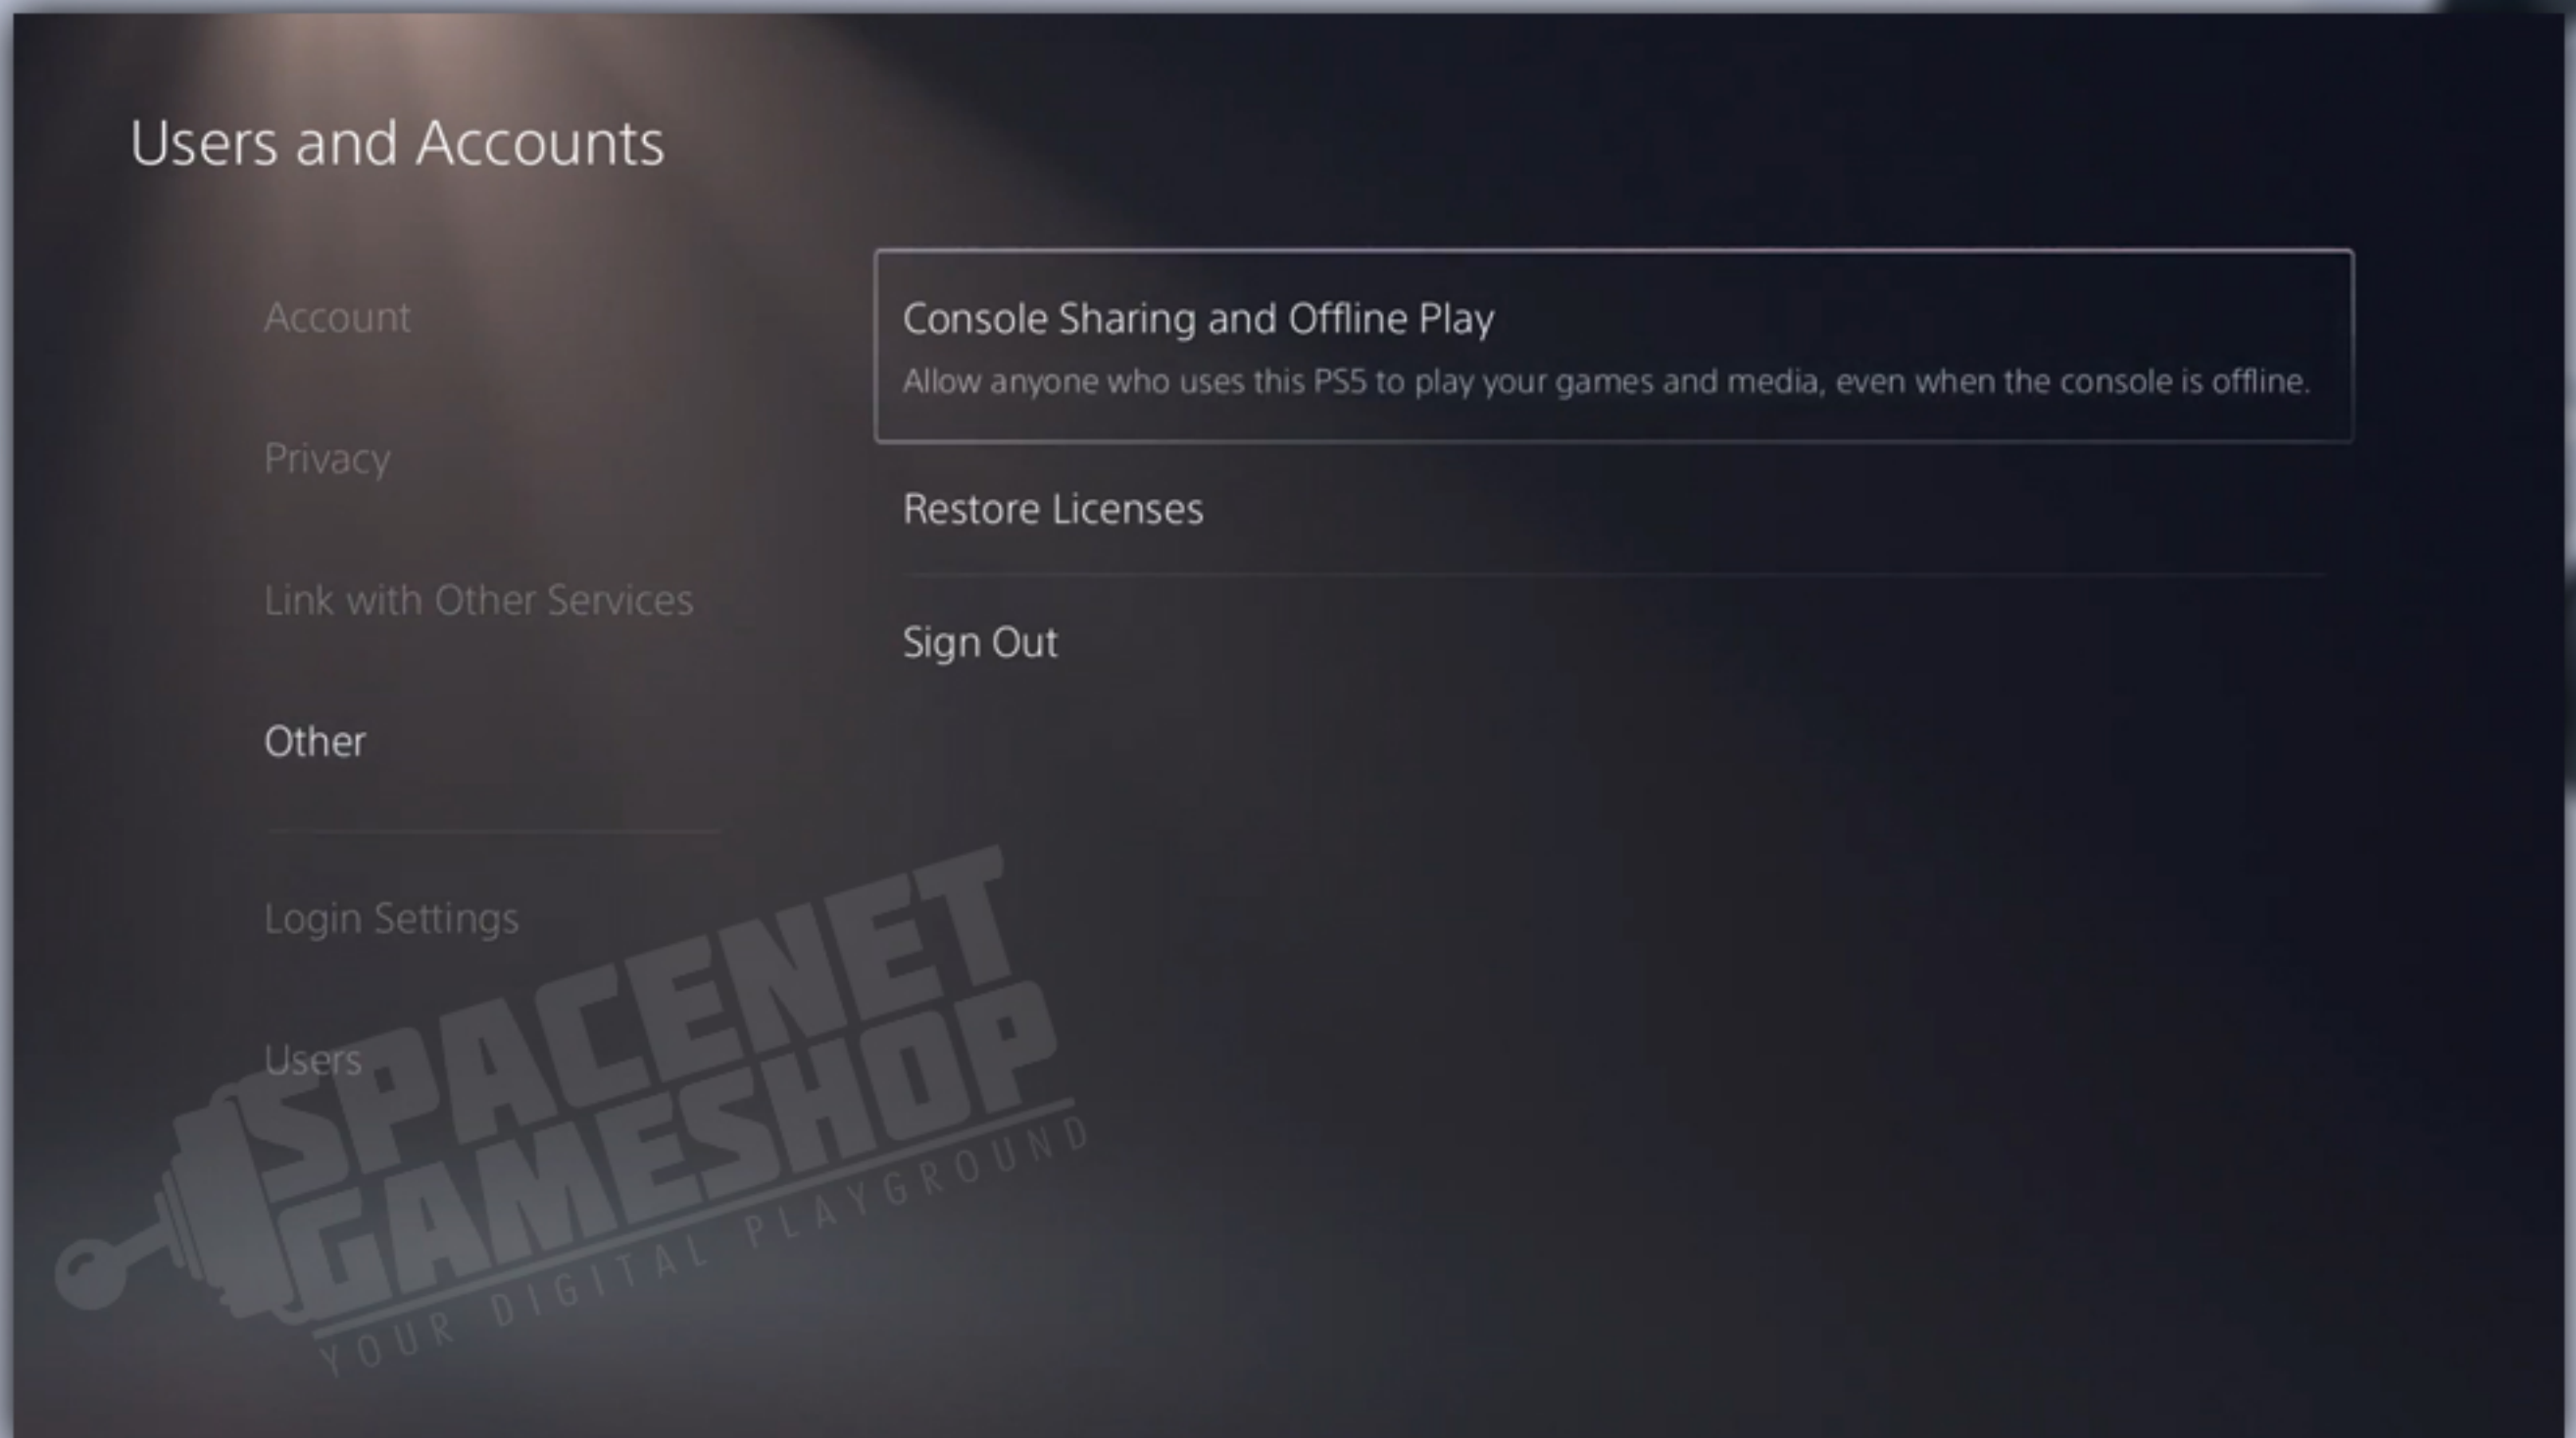 Users and Accounts
Account
Privacy
Link with Other Services
Other
Login Settings
Users
Console Sharing and Offline Play
Allow anyone who uses this PS5 to play your games and media, even when the console is offline.
Restore Licenses
Sign Out
SPACENET
GAMESHOP
YOUR DIGITAL PLAYGROUND